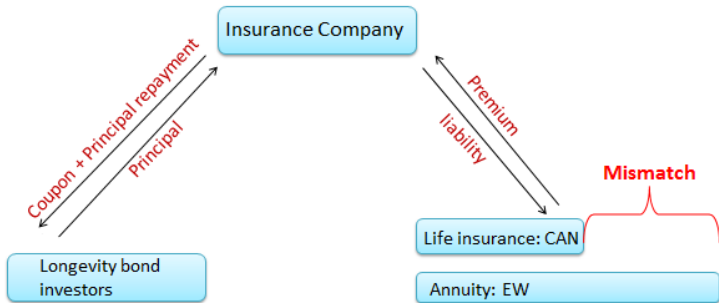 Insurance Company
Coupon + Principal repayment
Principal
Premium
liability
Mismatch
Life insurance: CAN
Longevity bond
investors
Annuity: EW